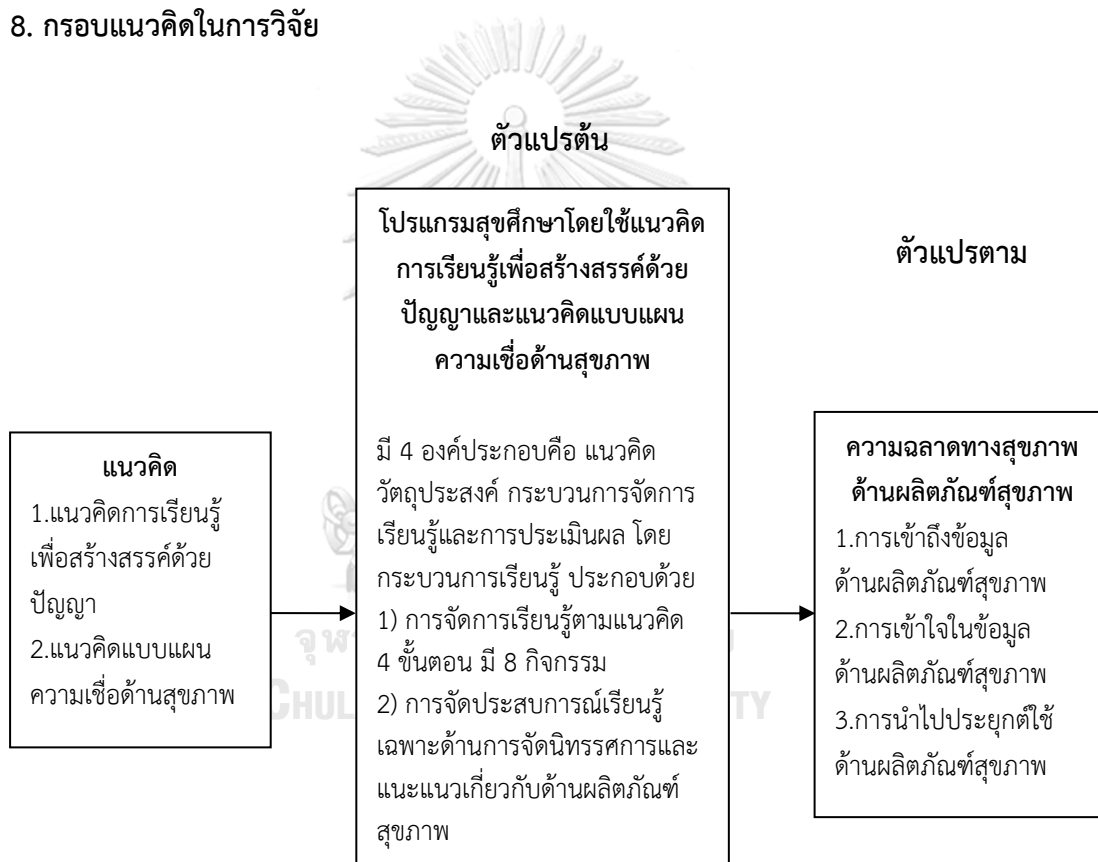 8. กรอบแนวคิดในการวิจัย
ตัวแปรต้น
โปรแกรมสุขศึกษาโดยใช้แนวคิด
การเรียนรู้เพื่อสร้างสรรค์ด้วย
ปัญญาและแนวคิดแบบแผน
ความเชื่อด้านสุขภาพ
มี 4 องค์ประกอบคือ แนวคิด
วัตถุประสงค์ กระบวนการจัดการ
เรียนรู้และการประเมินผล โดย
กระบวนการเรียนรู้ ประกอบด้วย
1) การจัดการเรียนรู้ตามแนวคิด
4 ขั้นตอน มี 8 กิจกรรม
2) การจัดประสบการณ์เรียนรู้
เฉพาะด้านการจัดนิทรรศการและ
แนะแนวเกี่ยวกับด้านผลิตภัณฑ์
สุขภาพ
ตัวแปรตาม
แนวคิด
1.แนวคิดการเรียนรู้
เพื่อสร้างสรรค์ด้วย
ปัญญา
2.แนวคิดแบบแผน
ความเชื่อด้านสุขภาพ
ความฉลาดทางสุขภาพ
ด้านผลิตภัณฑ์สุขภาพ
1.การเข้าถึงข้อมูล
ด้านผลิตภัณฑ์สุขภาพ
2.การเข้าใจในข้อมูล
ด้านผลิตภัณฑ์สุขภาพ
3.การนำไปประยุกต์ใช้
ด้านผลิตภัณฑ์สุขภาพ